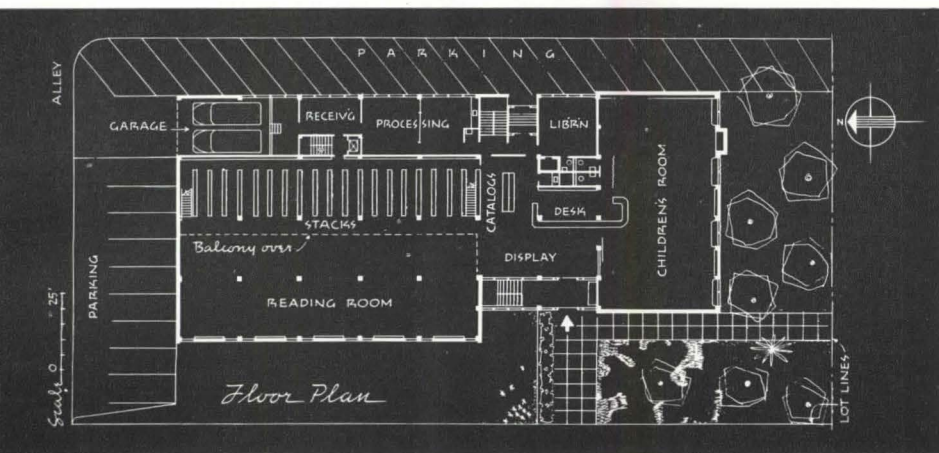 PARKING
ALLEY
GARAGE
RECEIV'G
PROCESSING
LIBR'N
N
CATALOGS
STACKS
DESK
CHILDREN'S ROOM
Balcony over
DISPLAY
PARKING
READING ROOM
Scale 0 25'
Floor Plan
LOT LINES